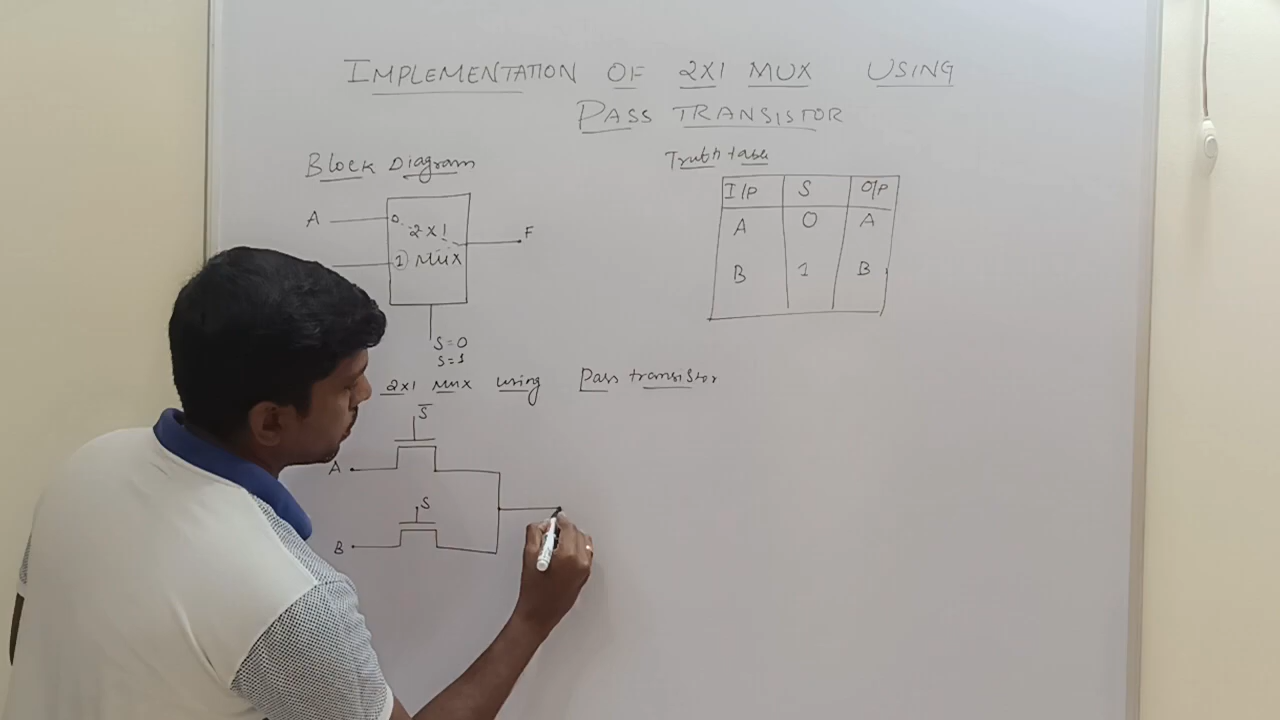 IMPLEMENTATION OF 2X1 MUX USING
PASS TRANSISTOR
Block Diagram
A
0
2X1
F
1 MUX
S=0
S=1
Truth table
I/P S O/P
A 0 A
B 1 B
2x1 Mux using Pass transistor
S̅
A
S
B